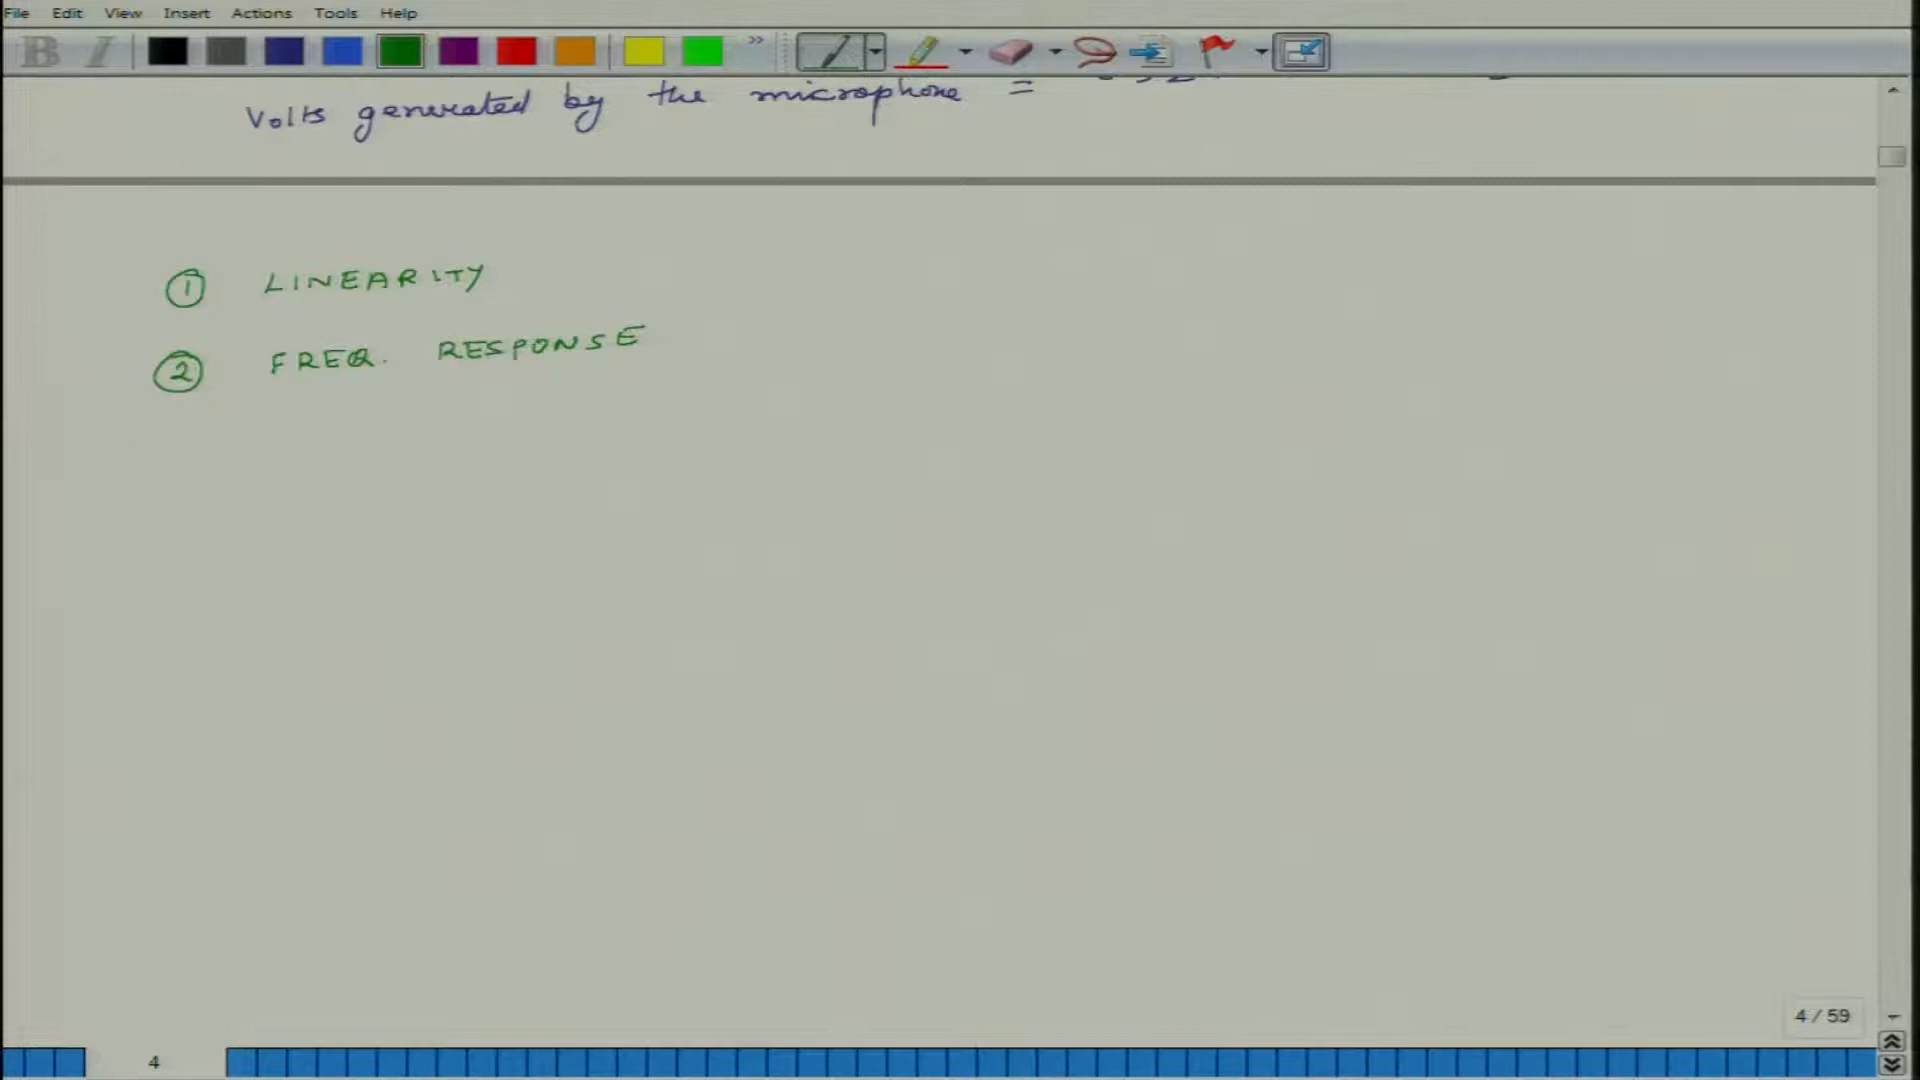 File Edit View Insert Actions Tools Help
B I
Volts generated by the microphone =
① LINEARITY
② FREQ. RESPONSE
4 / 59
4